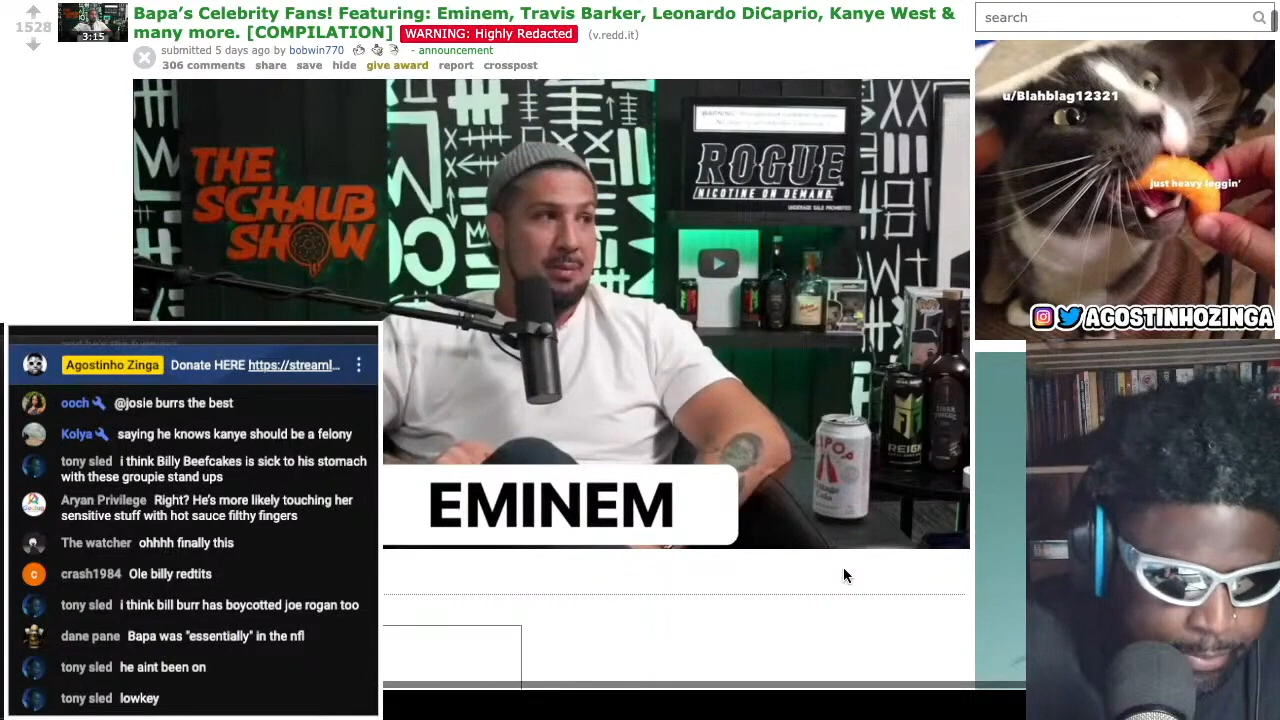 1528
3:15
Bapa's Celebrity Fans! Featuring: Eminem, Travis Barker, Leonardo DiCaprio, Kanye West &
many more. [COMPILATION] WARNING: Highly Redacted (v.redd.it)
submitted 5 days ago by bobwin770 - announcement
306 comments share save hide give award report crosspost
search
u/Blahblag12321
just heavy leggin'
AGOSTINHOZINGA
THE
SCHAUB
SHOW
ROGUE
NICOTINE ON DEMAND.
UNDERAGE SALE PROHIBITED
REIGN
EMINEM
Agostinho Zinga Donate HERE https://streaml...
ooch @josie burrs the best
Kolya saying he knows kanye should be a felony
tony sled i think Billy Beefcakes is sick to his stomach
with these groupie stand ups
Aryan Privilege Right? He's more likely touching her
sensitive stuff with hot sauce filthy fingers
The watcher ohhhh finally this
crash1984 Ole billy redtits
tony sled i think bill burr has boycotted joe rogan too
dane pane Bapa was "essentially" in the nfl
tony sled he aint been on
tony sled lowkey